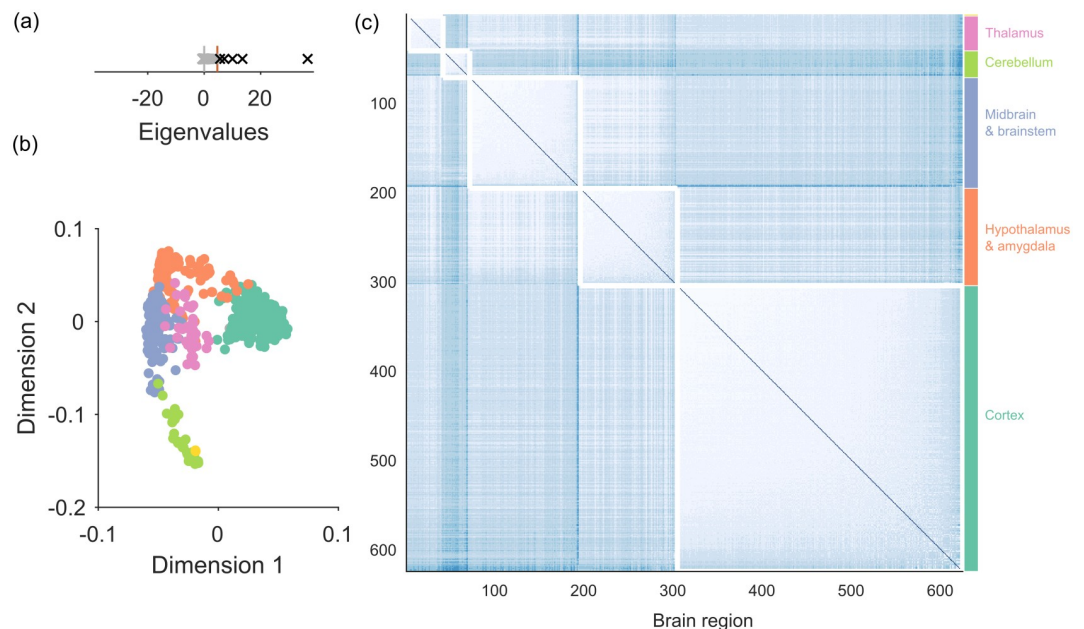 (a)
-20 0 20
Eigenvalues
(b)
0.1
0
-0.1
-0.2
Dimension 2
-0.1 0 0.1
Dimension 1
(c)
100
200
300
400
500
600
100 200 300 400 500 600
Brain region
Thalamus
Cerebellum
Midbrain
& brainstem
Hypothalamus
& amygdala
Cortex